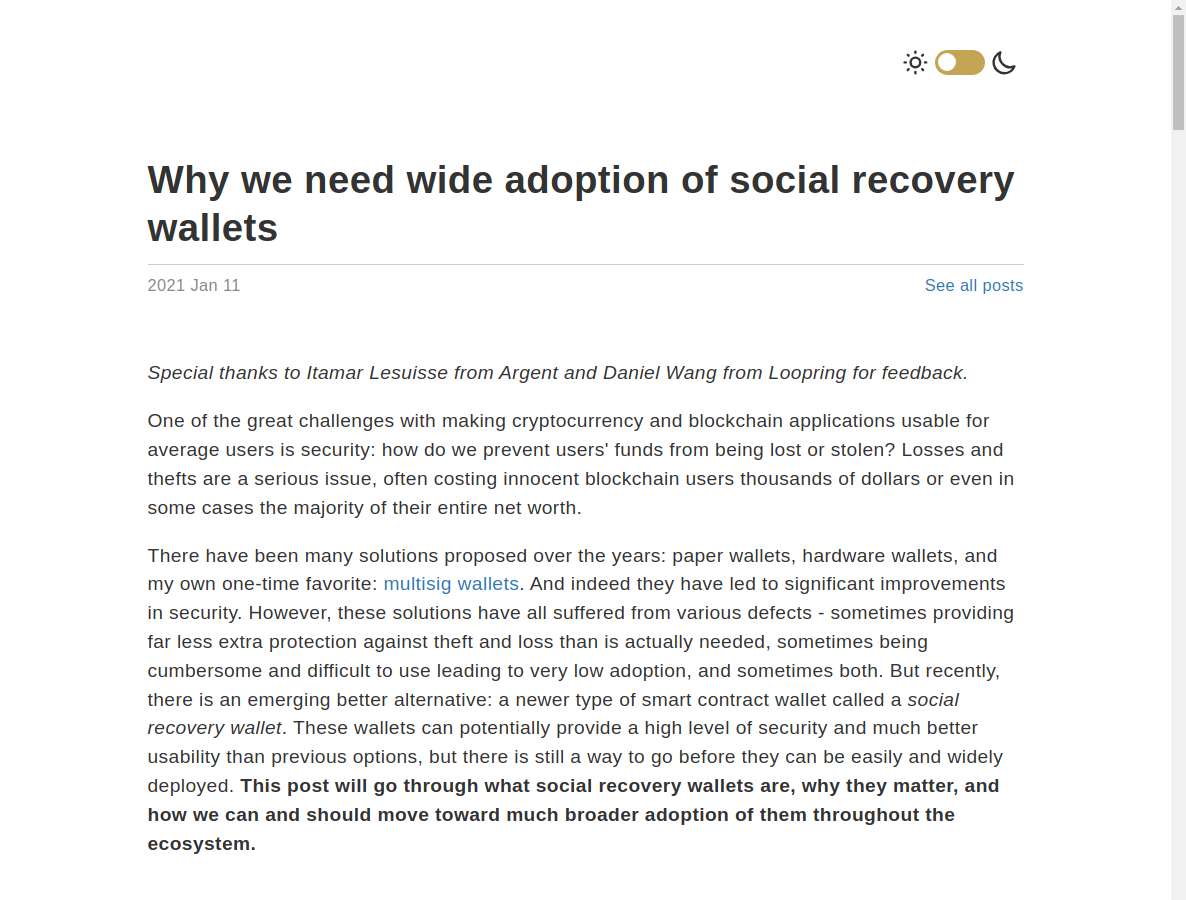 Why we need wide adoption of social recovery
wallets
2021 Jan 11
See all posts
Special thanks to Itamar Lesuisse from Argent and Daniel Wang from Loopring for feedback.
One of the great challenges with making cryptocurrency and blockchain applications usable for
average users is security: how do we prevent users' funds from being lost or stolen? Losses and
thefts are a serious issue, often costing innocent blockchain users thousands of dollars or even in
some cases the majority of their entire net worth.
There have been many solutions proposed over the years: paper wallets, hardware wallets, and
my own one-time favorite: multisig wallets. And indeed they have led to significant improvements
in security. However, these solutions have all suffered from various defects - sometimes providing
far less extra protection against theft and loss than is actually needed, sometimes being
cumbersome and difficult to use leading to very low adoption, and sometimes both. But recently,
there is an emerging better alternative: a newer type of smart contract wallet called a social
recovery wallet. These wallets can potentially provide a high level of security and much better
usability than previous options, but there is still a way to go before they can be easily and widely
deployed. This post will go through what social recovery wallets are, why they matter, and
how we can and should move toward much broader adoption of them throughout the
ecosystem.